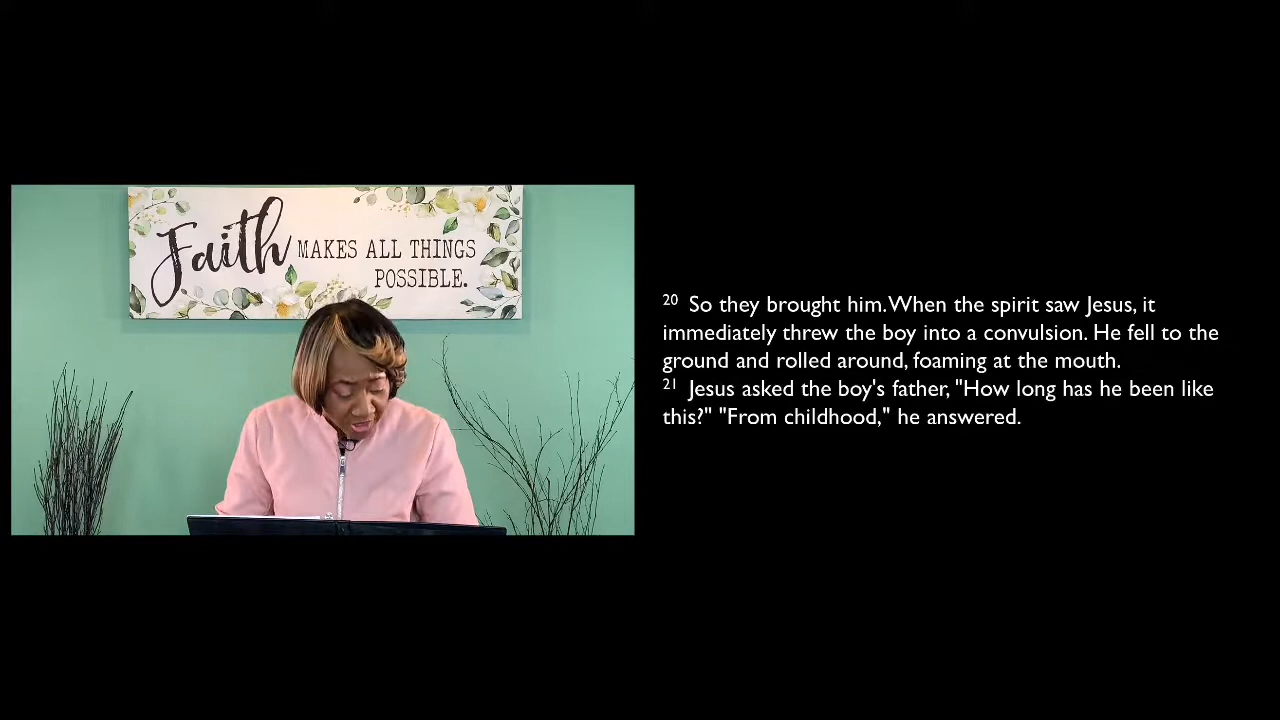 Faith MAKES ALL THINGS
POSSIBLE.
20 So they brought him. When the spirit saw Jesus, it
immediately threw the boy into a convulsion. He fell to the
ground and rolled around, foaming at the mouth.
21 Jesus asked the boy's father, "How long has he been like
this?" "From childhood," he answered.